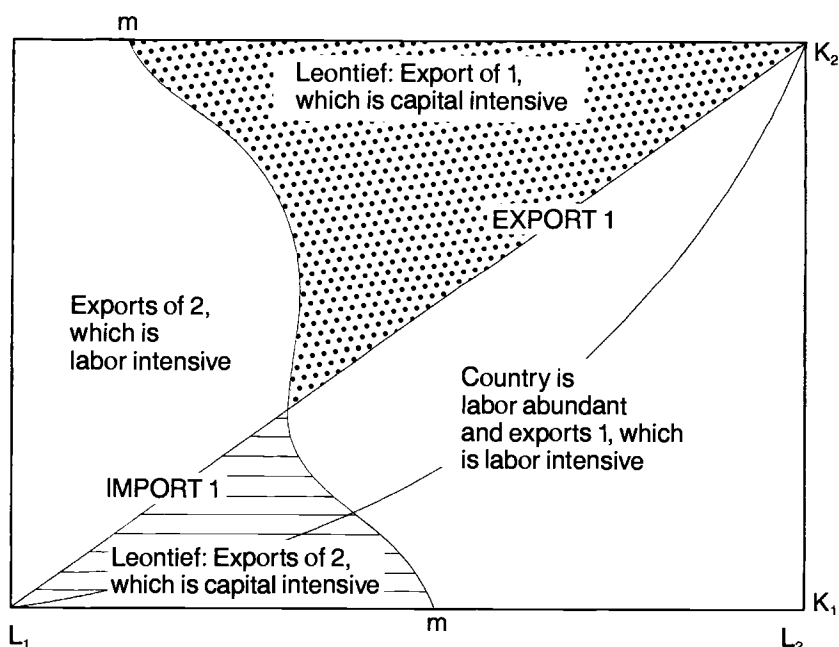 m
K₂
Leontief: Export of 1,
which is capital intensive
EXPORT 1
Exports of 2,
which is
labor intensive
Country is
labor abundant
and exports 1, which
is labor intensive
IMPORT 1
Leontief: Exports of 2,
which is capital intensive
K₁
m
L₁
L₂